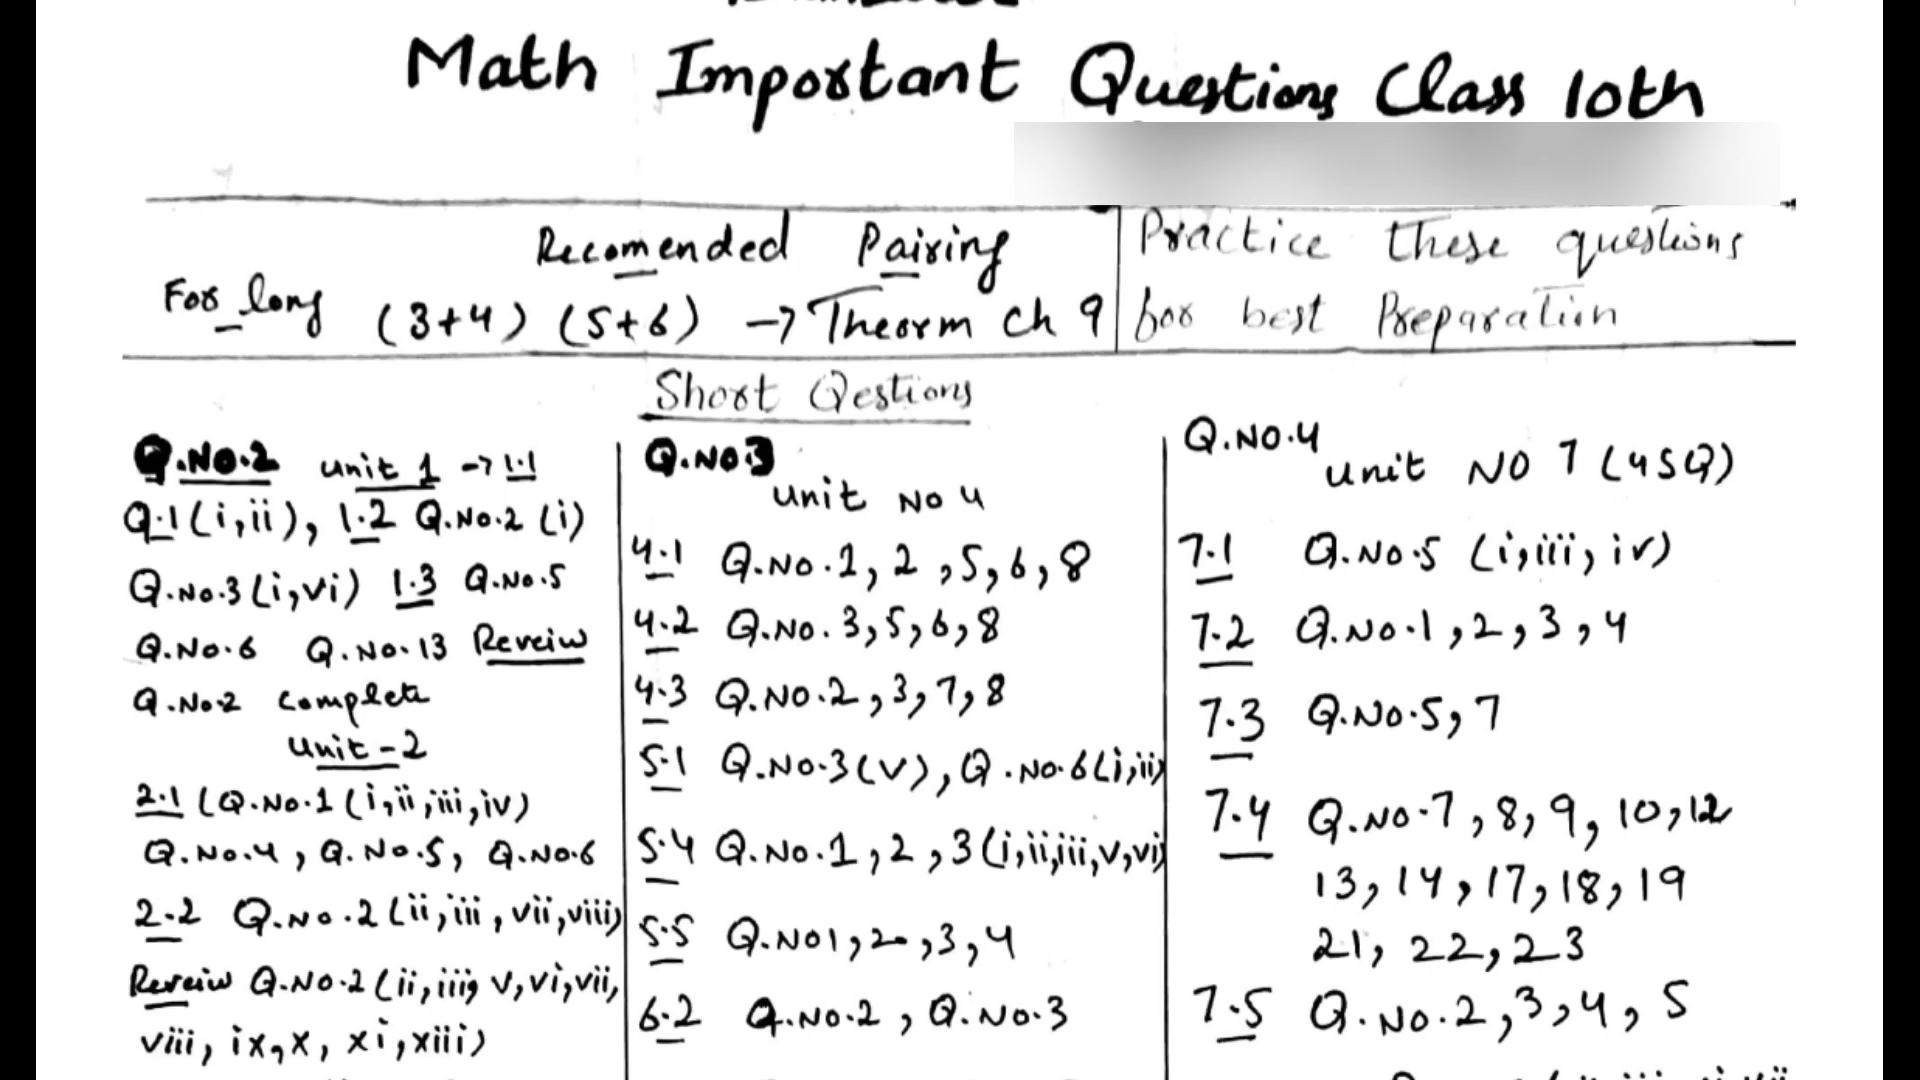 Math Important Questions Class 10th
Recomended Pairing
For long (3+4) (5+6) → Theorm Ch 9
Practice these questions
for best Preparation
Short Qestions
Q.No.2 unit 1 → 1.1
Q.1(i,ii), 1.2 Q.No.2 (i)
Q.No.3(i,vi) 1.3 Q.No.5
Q.No.6 Q.No.13 Reveiw
Q.No.2 complete
unit-2
2.1 (Q.No.1(i,ii,iii,iv)
Q.No.4, Q.No.5, Q.No.6
2.2 Q.No.2(ii,iii,vii,viii)
Reveiw Q.No.2(ii,iii, v,vi,vii,
viii, ix,x, xi,xiii)
Q.No3
unit No 4
4.1 Q.No.1, 2, 5, 6, 8
4.2 Q.No. 3, 5, 6, 8
4.3 Q.No.2, 3, 7, 8
5.1 Q.No.3(v), Q.No.6(i,ii)
5.4 Q.No.1, 2, 3(i,ii,iii,v,vi)
5.5 Q.No1, 2, 3, 4
6.2 Q.No.2, Q.No.3
Q.No.4
unit No 7 (4SQ)
7.1 Q.No.5 (i,iii, iv)
7.2 Q.No.1, 2, 3, 4
7.3 Q.No.5, 7
7.4 Q.No.7, 8, 9, 10, 12
13, 14, 17, 18, 19
21, 22, 23
7.5 Q.No.2, 3, 4, 5